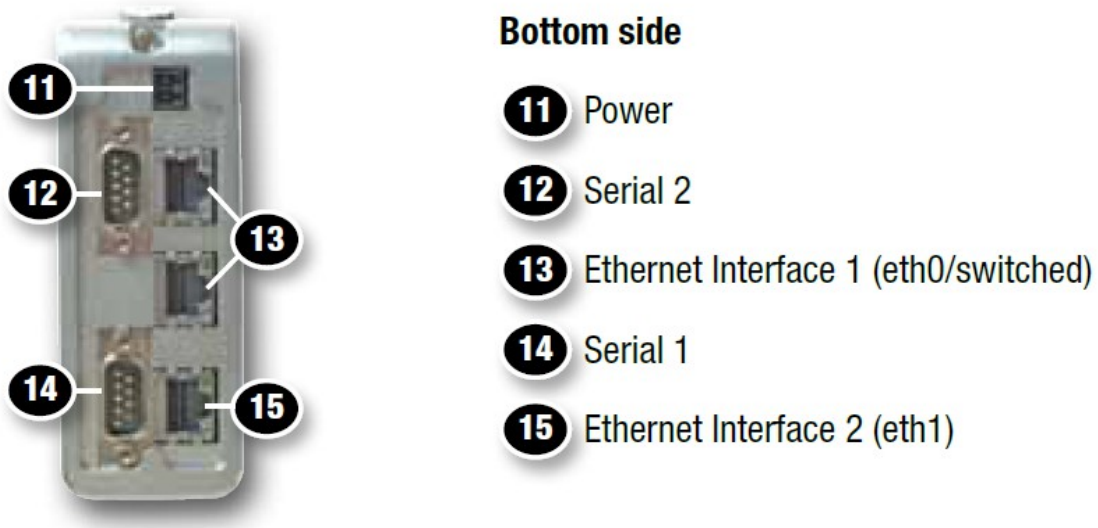 Bottom side
11
11 Power
12
12 Serial 2
13
13 Ethernet Interface 1 (eth0/switched)
14
14 Serial 1
15
15 Ethernet Interface 2 (eth1)